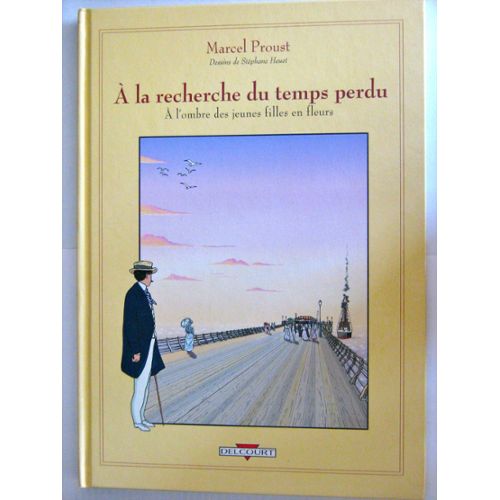 Marcel Proust
Dessins de Stéphane Heuet
À la recherche du temps perdu
À l'ombre des jeunes filles en fleurs
DELCOURT